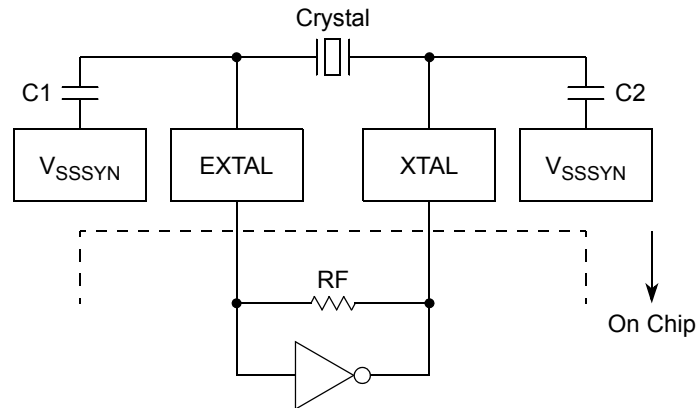 Crystal
C1
C2
VSSSYN
EXTAL
XTAL
VSSSYN
RF
On Chip